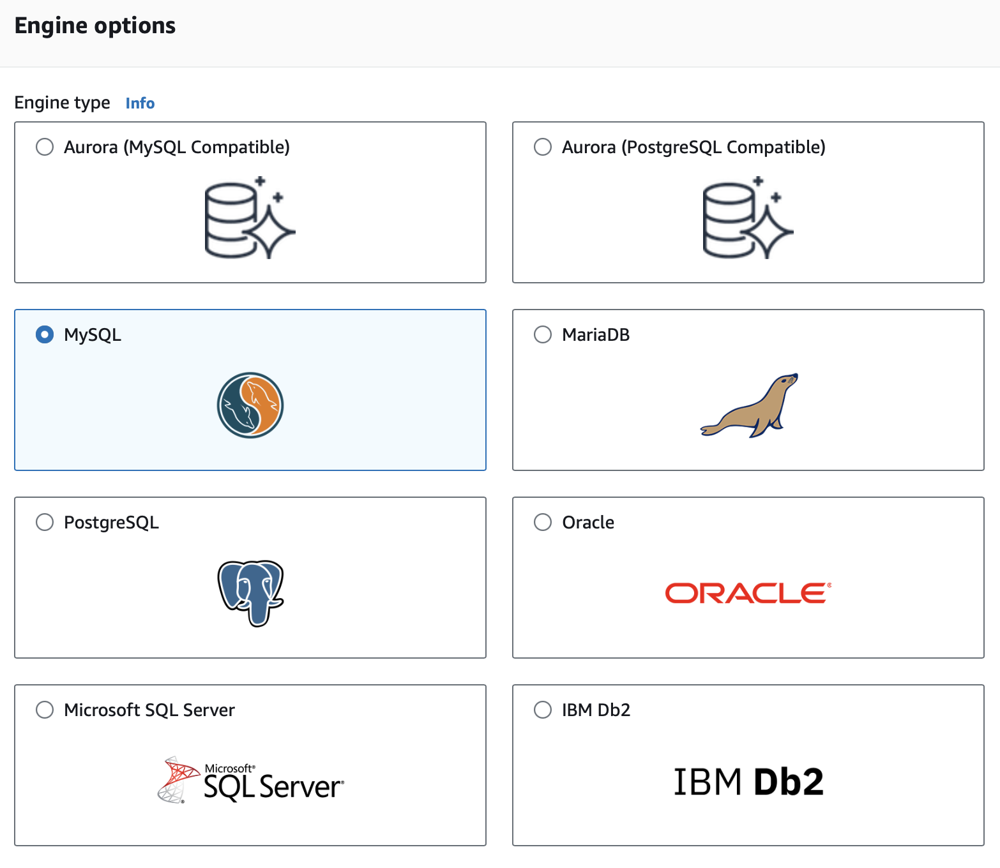 Engine options
Engine type Info
Aurora (MySQL Compatible)
Aurora (PostgreSQL Compatible)
MySQL
MariaDB
PostgreSQL
Oracle
ORACLE®
Microsoft SQL Server
IBM Db2
Microsoft®
SQL Server®
IBM Db2